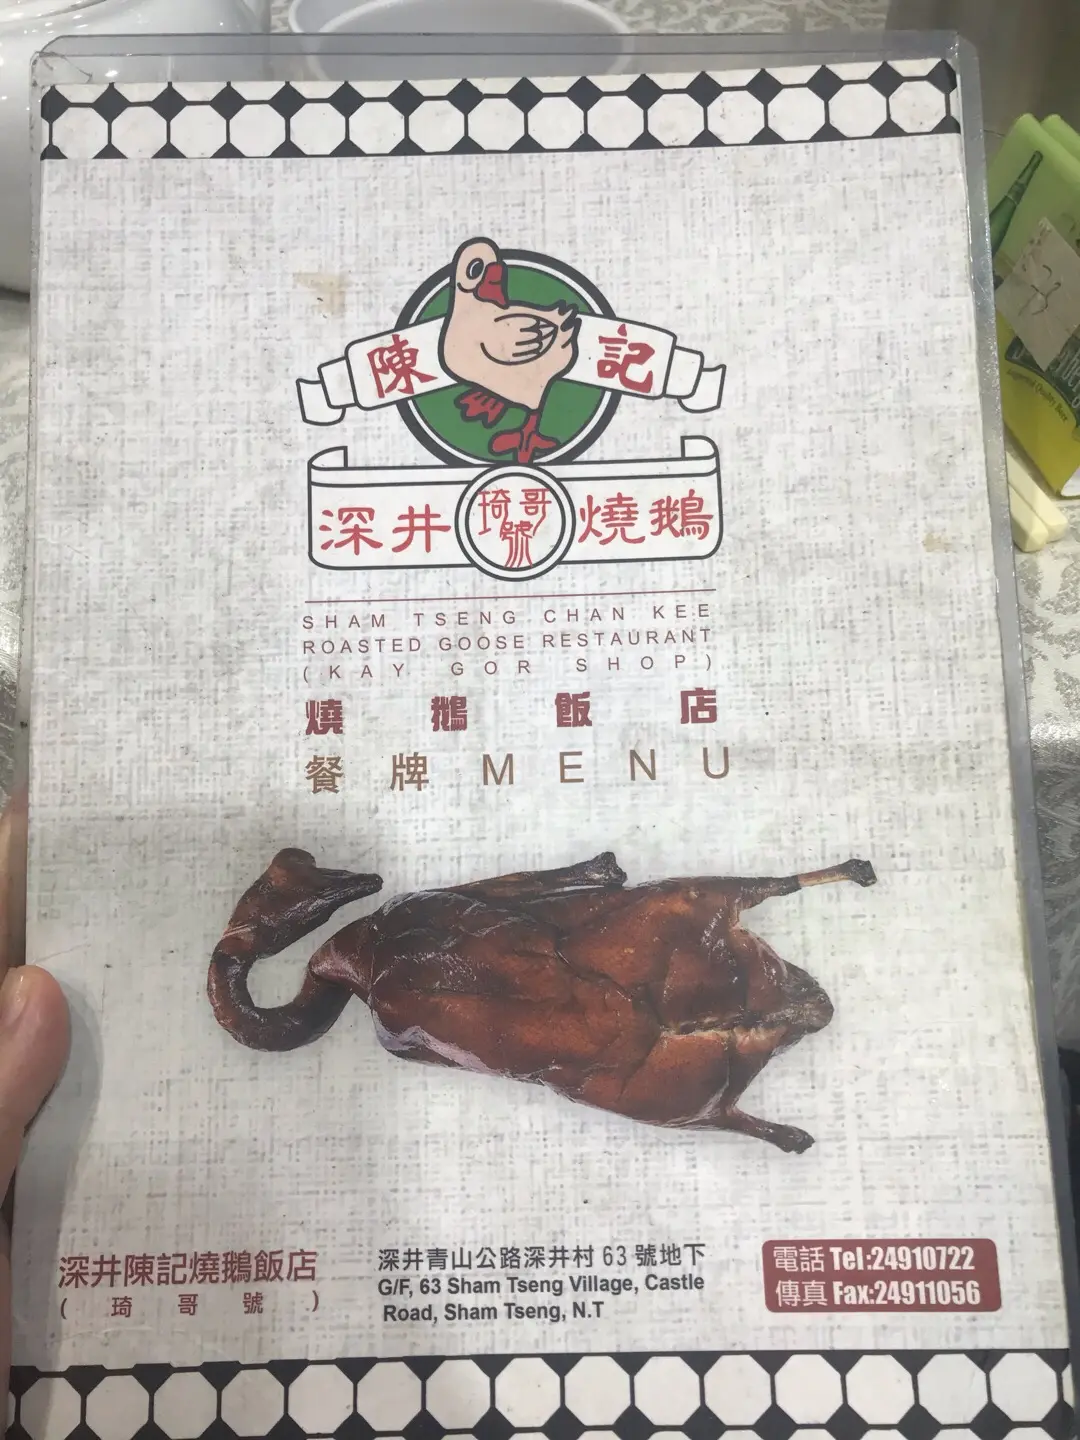 陳記
深井 琦哥號 燒鵝
SHAM TSENG CHAN KEE
ROASTED GOOSE RESTAURANT
(KAY GOR SHOP)
燒鵝飯店
餐牌 MENU
深井陳記燒鵝飯店
(琦哥號)
深井青山公路深井村 63 號地下
G/F, 63 Sham Tseng Village, Castle
Road, Sham Tseng, N.T
電話 Tel:24910722
傳真 Fax:24911056